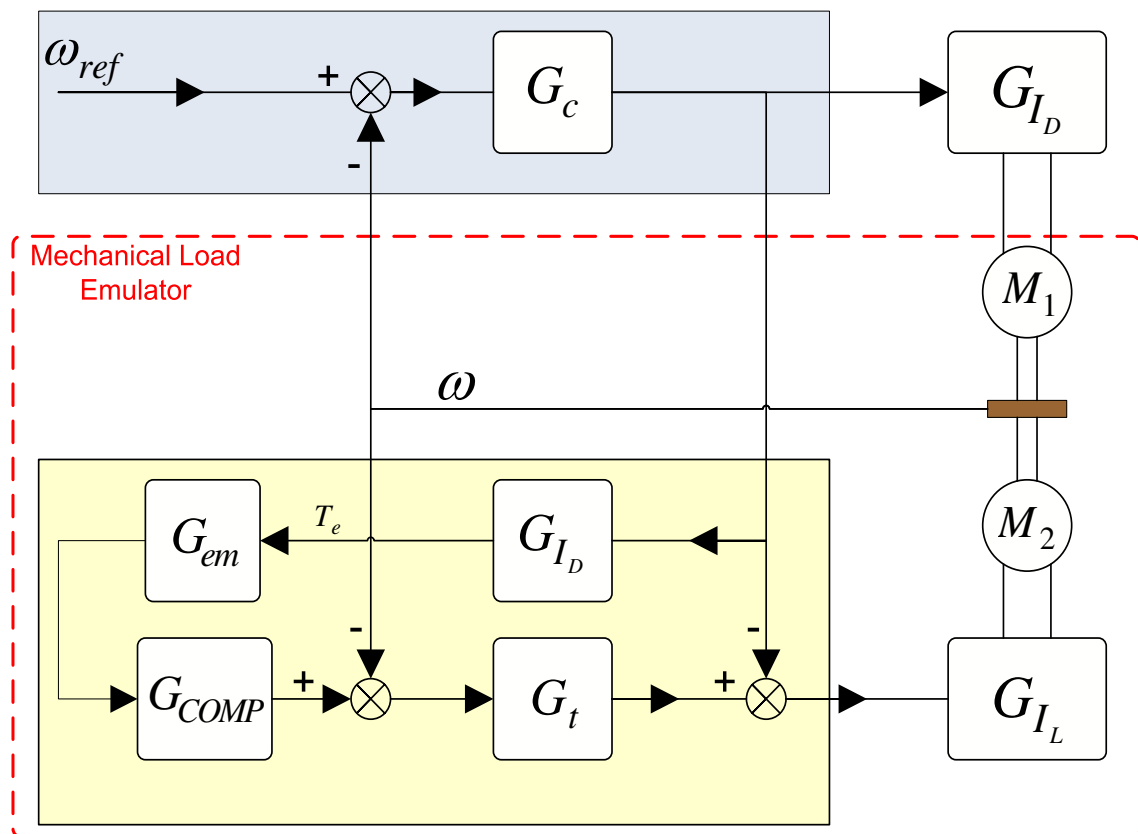 ω_ref
+
-
G_c
G_{I_D}
Mechanical Load
Emulator
M_1
ω
M_2
G_em
T_e
G_{I_D}
-
-
G_COMP
+
G_t
+
G_{I_L}